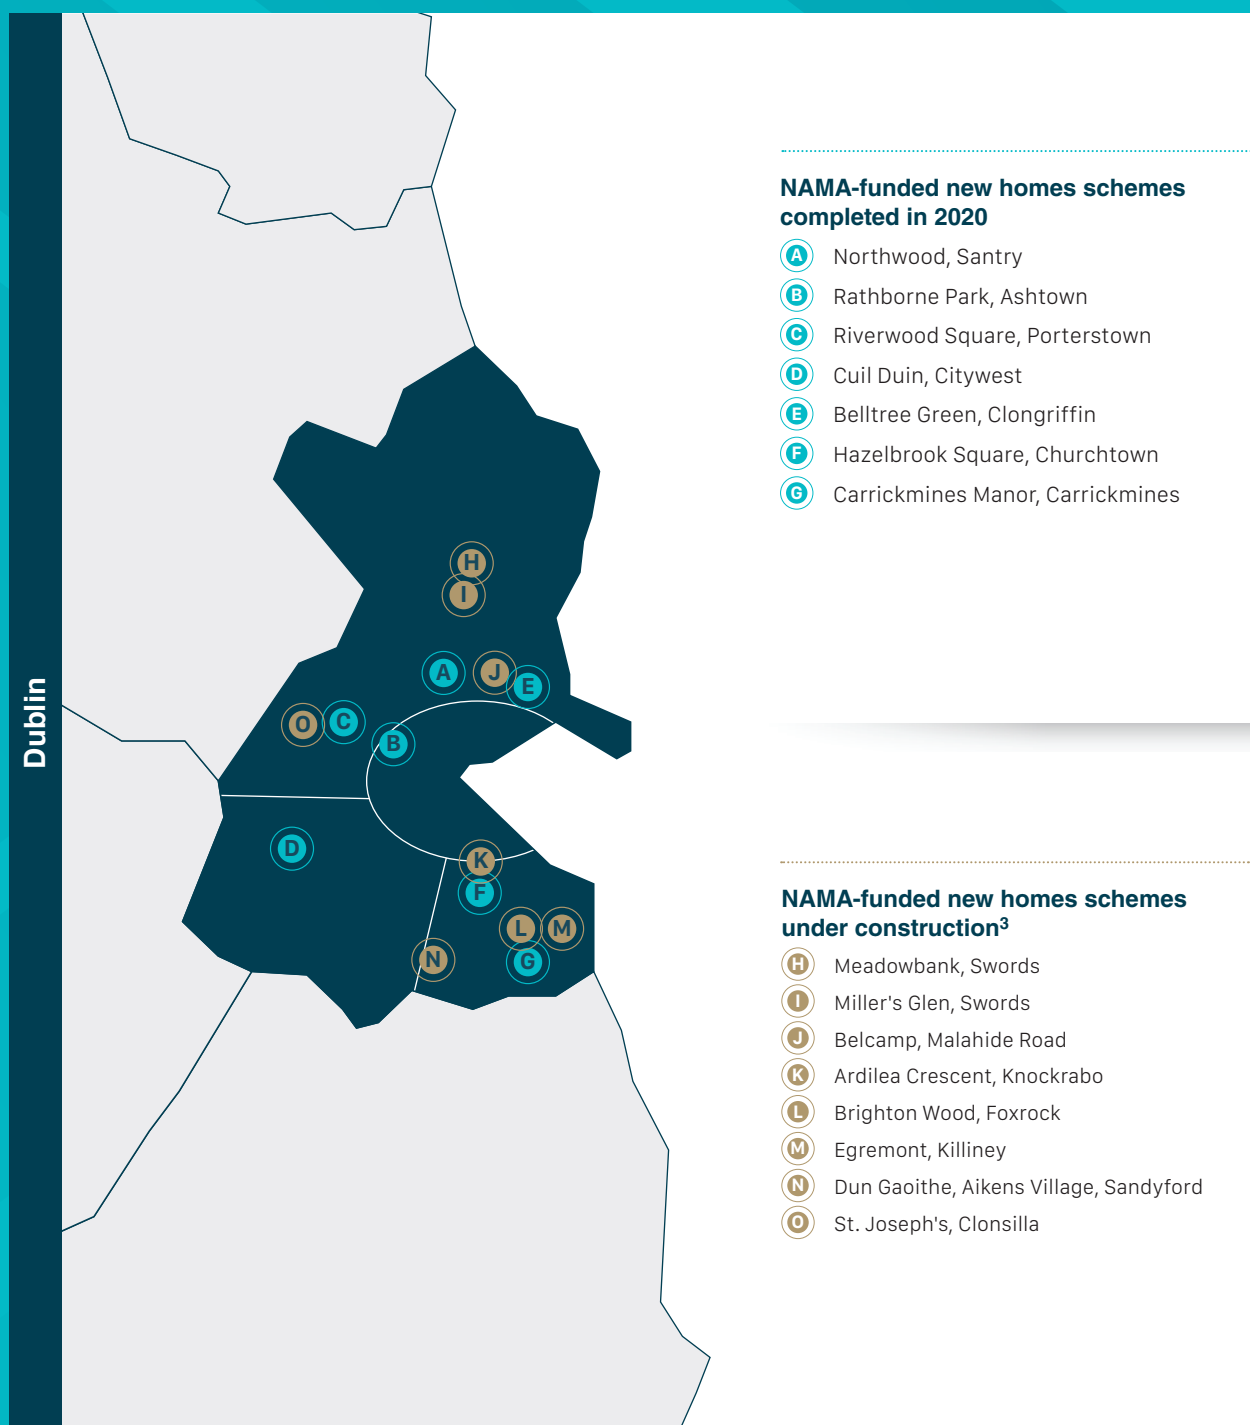 Dublin
NAMA-funded new homes schemes
completed in 2020
A Northwood, Santry
B Rathborne Park, Ashtown
C Riverwood Square, Porterstown
D Cuil Duin, Citywest
E Belltree Green, Clongriffin
F Hazelbrook Square, Churchtown
G Carrickmines Manor, Carrickmines
H
I
A
J
E
O
C
B
D
K
F
L
M
N
G
NAMA-funded new homes schemes
under construction³
H Meadowbank, Swords
I Miller's Glen, Swords
J Belcamp, Malahide Road
K Ardilea Crescent, Knockrabo
L Brighton Wood, Foxrock
M Egremont, Killiney
N Dun Gaoithe, Aikens Village, Sandyford
O St. Joseph's, Clonsilla